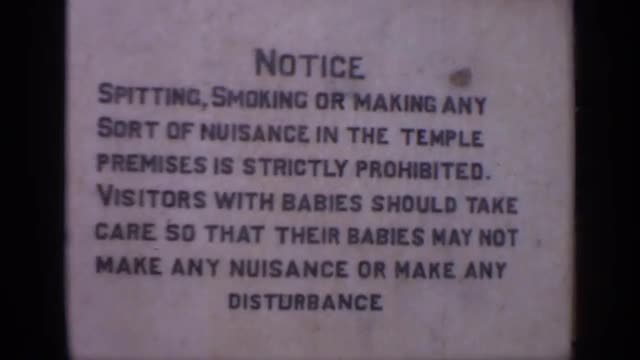 NOTICE
SPITTING, SMOKING OR MAKING ANY
SORT OF NUISANCE IN THE TEMPLE
PREMISES IS STRICTLY PROHIBITED.
VISITORS WITH BABIES SHOULD TAKE
CARE SO THAT THEIR BABIES MAY NOT
MAKE ANY NUISANCE OR MAKE ANY
DISTURBANCE